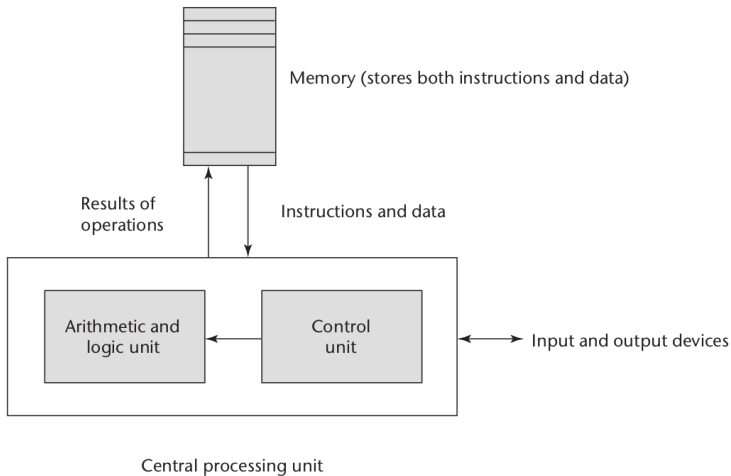 Memory (stores both instructions and data)
Results of
operations
Instructions and data
Arithmetic and
logic unit
Control
unit
Input and output devices
Central processing unit